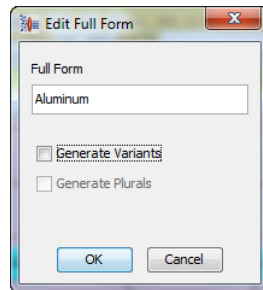 Edit Full Form
Full Form
Aluminum
Generate Variants
Generate Plurals
OK Cancel